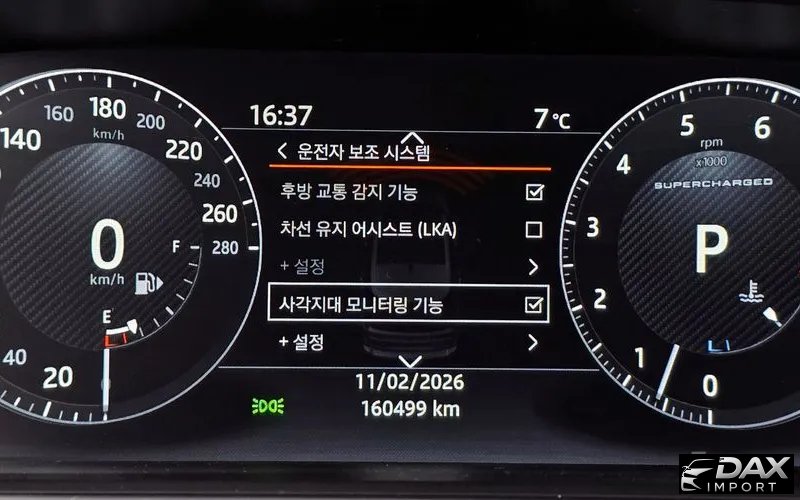 16:37
7°C
운전자 보조 시스템
후방 교통 감지 기능
차선 유지 어시스트 (LKA)
+ 설정
사각지대 모니터링 기능
+ 설정
11/02/2026
160499 km
20
40
140
160
180
200
220
240
260
280
km/h
0
km/h
F
E
0
1
2
3
4
5
6
rpm
x1000
SUPERCHARGED
P
DAX
IMPORT